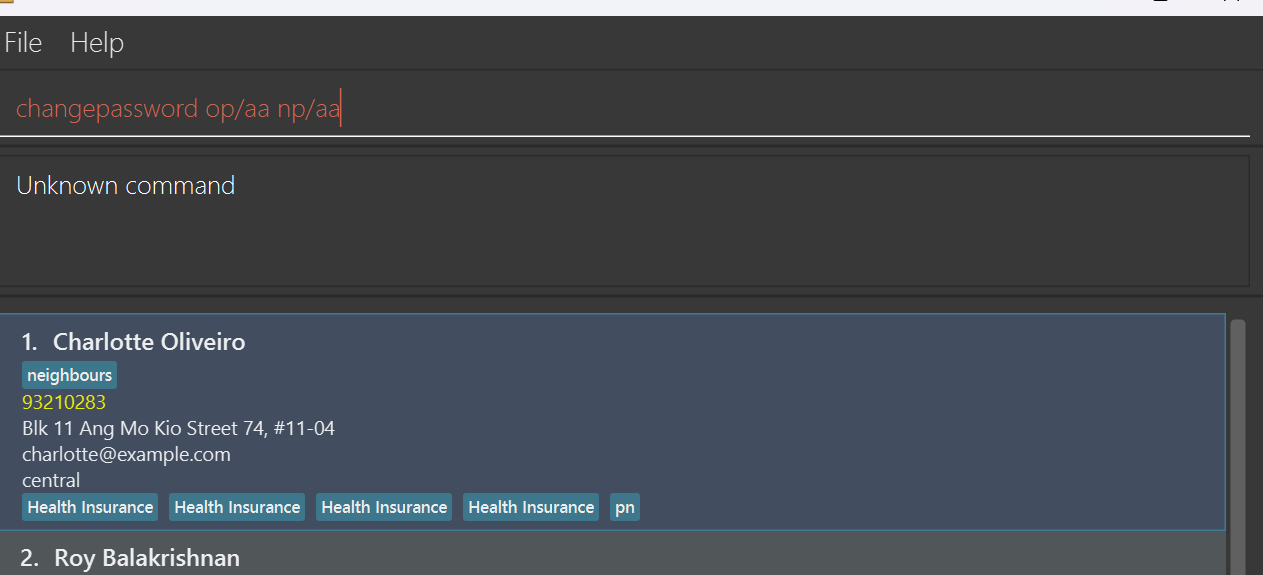 File Help
changepassword op/aa np/aa
Unknown command
1. Charlotte Oliveiro
neighbours
93210283
Blk 11 Ang Mo Kio Street 74, #11-04
charlotte@example.com
central
Health Insurance Health Insurance Health Insurance Health Insurance pn
2. Roy Balakrishnan